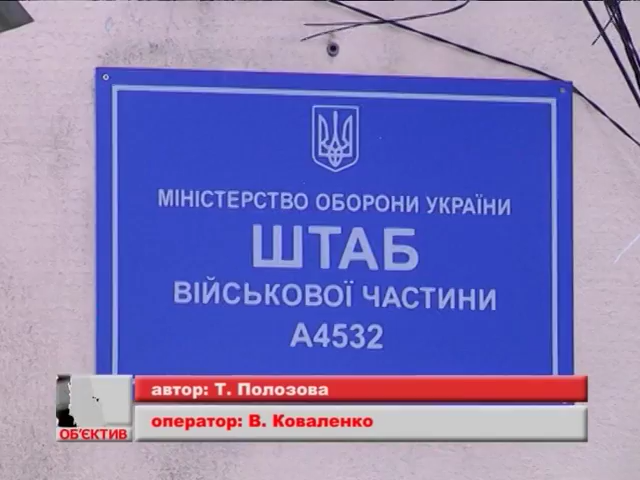 МІНІСТЕРСТВО ОБОРОНИ УКРАЇНИ
ШТАБ
ВІЙСЬКОВОЇ ЧАСТИНИ
А4532
автор: Т. Полозова
оператор: В. Коваленко
ОБ'ЄКТИВ